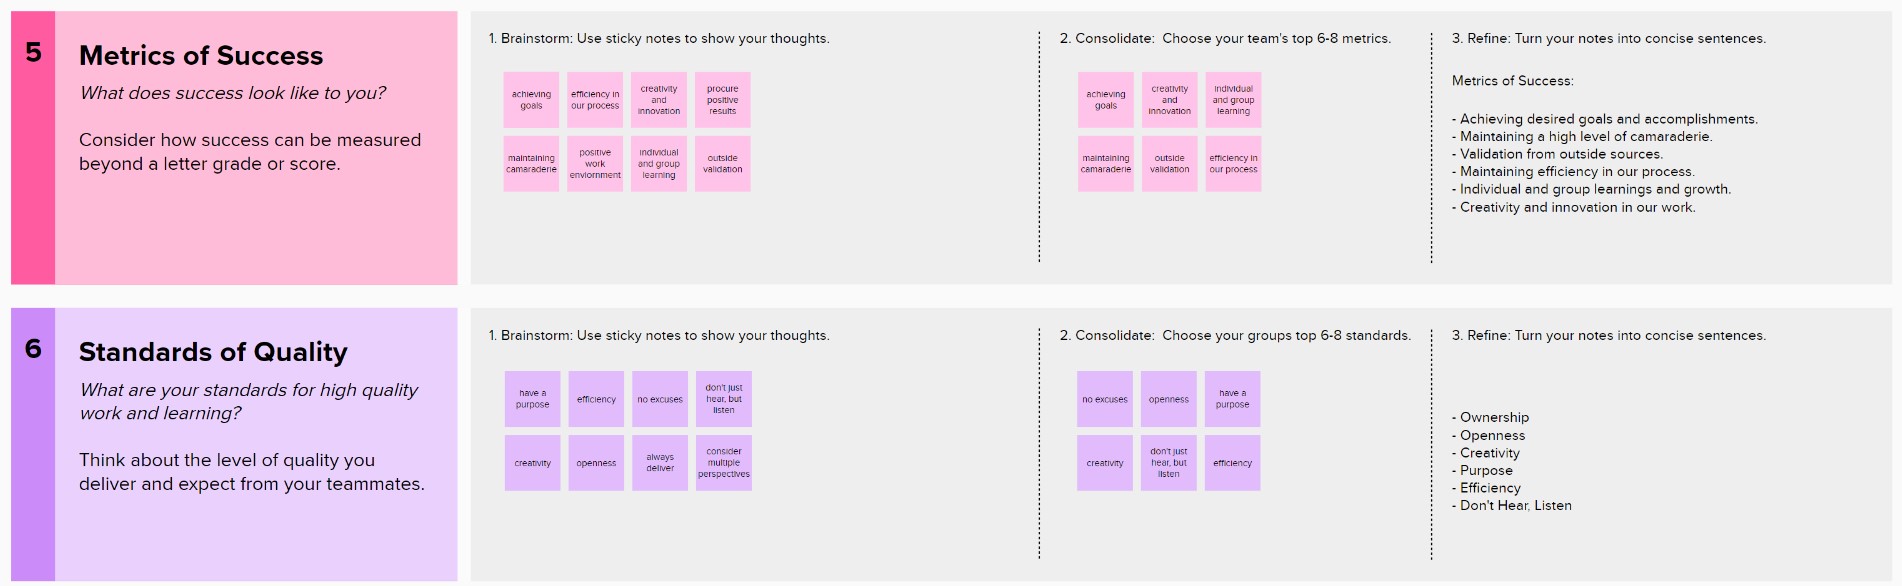 5
Metrics of Success
What does success look like to you?
Consider how success can be measured
beyond a letter grade or score.
1. Brainstorm: Use sticky notes to show your thoughts.
achieving
goals
efficiency in
our process
creativity
and
innovation
procure
positive
results
maintaining
camaraderie
positive
work
enviornment
individual
and group
learning
outside
validation
2. Consolidate: Choose your team's top 6-8 metrics.
achieving
goals
creativity
and
innovation
individual
and group
learning
maintaining
camaraderie
outside
validation
efficiency in
our process
3. Refine: Turn your notes into concise sentences.
Metrics of Success:
- Achieving desired goals and accomplishments.
- Maintaining a high level of camaraderie.
- Validation from outside sources.
- Maintaining efficiency in our process.
- Individual and group learnings and growth.
- Creativity and innovation in our work.
6
Standards of Quality
What are your standards for high quality
work and learning?
Think about the level of quality you
deliver and expect from your teammates.
1. Brainstorm: Use sticky notes to show your thoughts.
have a
purpose
efficiency
no excuses
don't just
hear, but
listen
creativity
openness
always
deliver
consider
multiple
perspectives
2. Consolidate: Choose your groups top 6-8 standards.
no excuses
openness
have a
purpose
creativity
don't just
hear, but
listen
efficiency
3. Refine: Turn your notes into concise sentences.
- Ownership
- Openness
- Creativity
- Purpose
- Efficiency
- Don't Hear, Listen